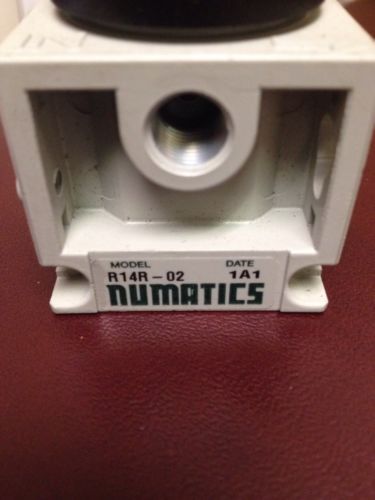 MODEL DATE
R14R-02 1A1
NUMATICS